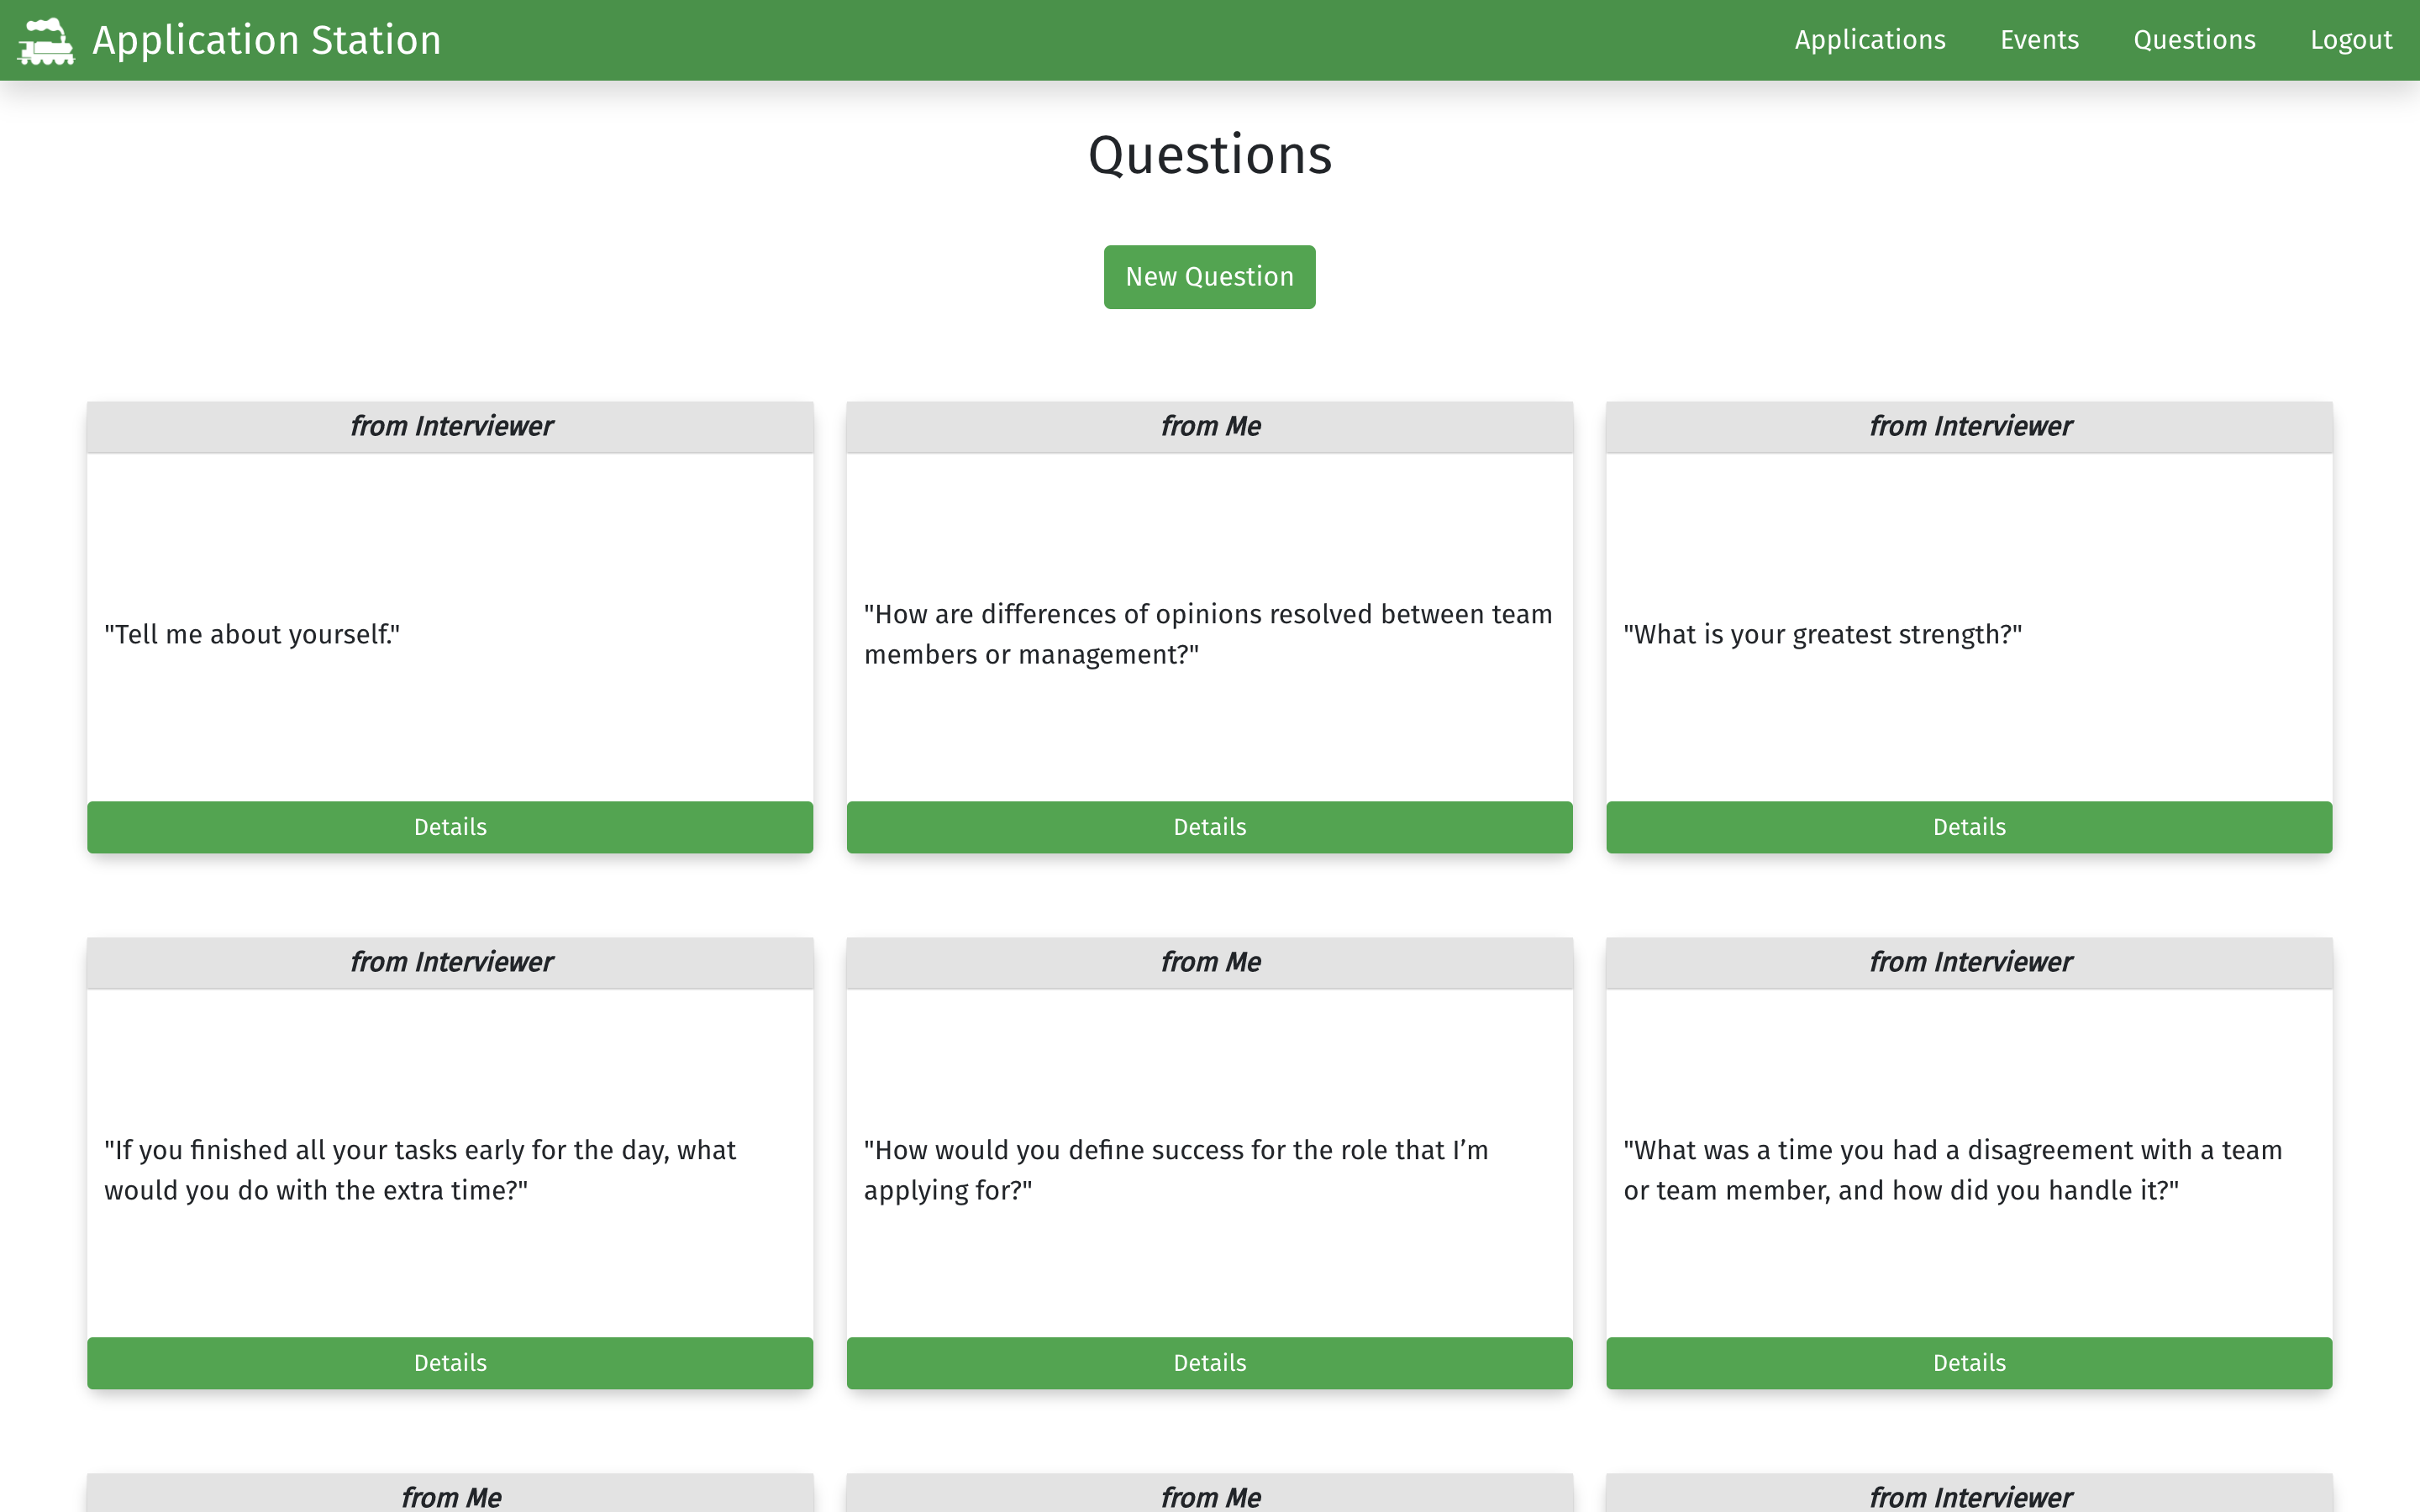 Application Station
Applications
Events
Questions
Logout
Questions
New Question
from Interviewer
"Tell me about yourself."
Details
from Me
"How are differences of opinions resolved between team
members or management?"
Details
from Interviewer
"What is your greatest strength?"
Details
from Interviewer
"If you finished all your tasks early for the day, what
would you do with the extra time?"
Details
from Me
"How would you define success for the role that I’m
applying for?"
Details
from Interviewer
"What was a time you had a disagreement with a team
or team member, and how did you handle it?"
Details
from Me
from Me
from Interviewer